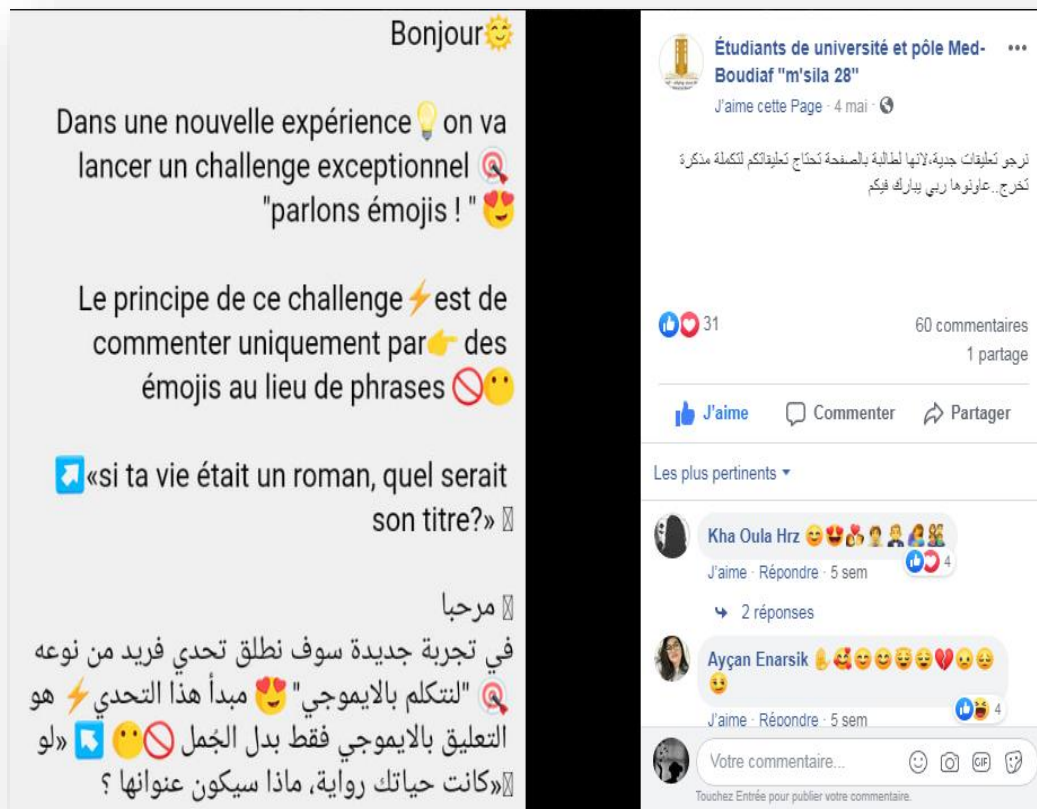 Bonjour🌞
Dans une nouvelle expérience💡on va
lancer un challenge exceptionnel 🎯
"parlons émojis ! " 😍
Le principe de ce challenge⚡est de
commenter uniquement par👉 des
émojis au lieu de phrases 🚫😶
↗️«si ta vie était un roman, quel serait
son titre?»
مرحبا
في تجربة جديدة سوف نطلق تحدي فريد من نوعه
🎯 "لنتكلم بالايموجي" 😍 مبدأ هذا التحدي⚡ هو
التعليق بالايموجي فقط بدل الجُمل 🚫😶 ↖️ «لو
«كانت حياتك رواية، ماذا سيكون عنوانها ؟
Étudiants de université et pôle Med-
Boudiaf "m'sila 28"
J'aime cette Page · 4 mai
نرجو تعليقات جدية،لانها لطالبة بالصفحة تحتاج تعليقاتكم لتكملة مذكرة
تخرج..عاونوها ربي يبارك فيكم
31
60 commentaires
1 partage
J'aime Commenter Partager
Les plus pertinents
Kha Oula Hrz
4
J'aime · Répondre · 5 sem
2 réponses
Ayçan Enarsik
4
J'aime · Répondre · 5 sem
Votre commentaire... GIF
Touchez Entrée pour publier votre commentaire.